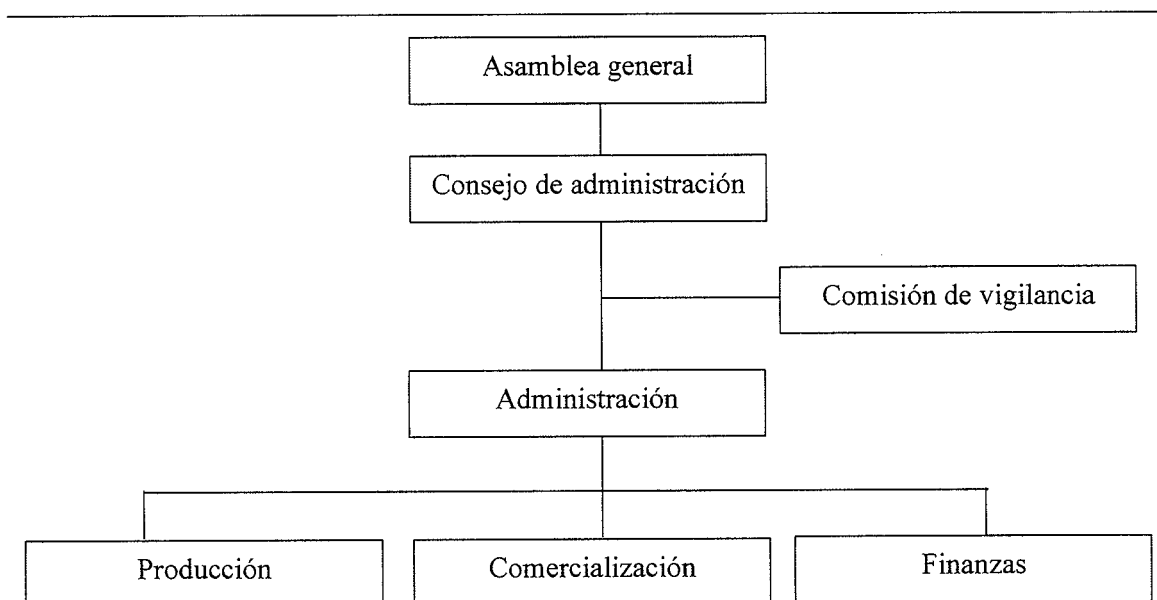 Asamblea general
Consejo de administración
Comisión de vigilancia
Administración
Producción
Comercialización
Finanzas